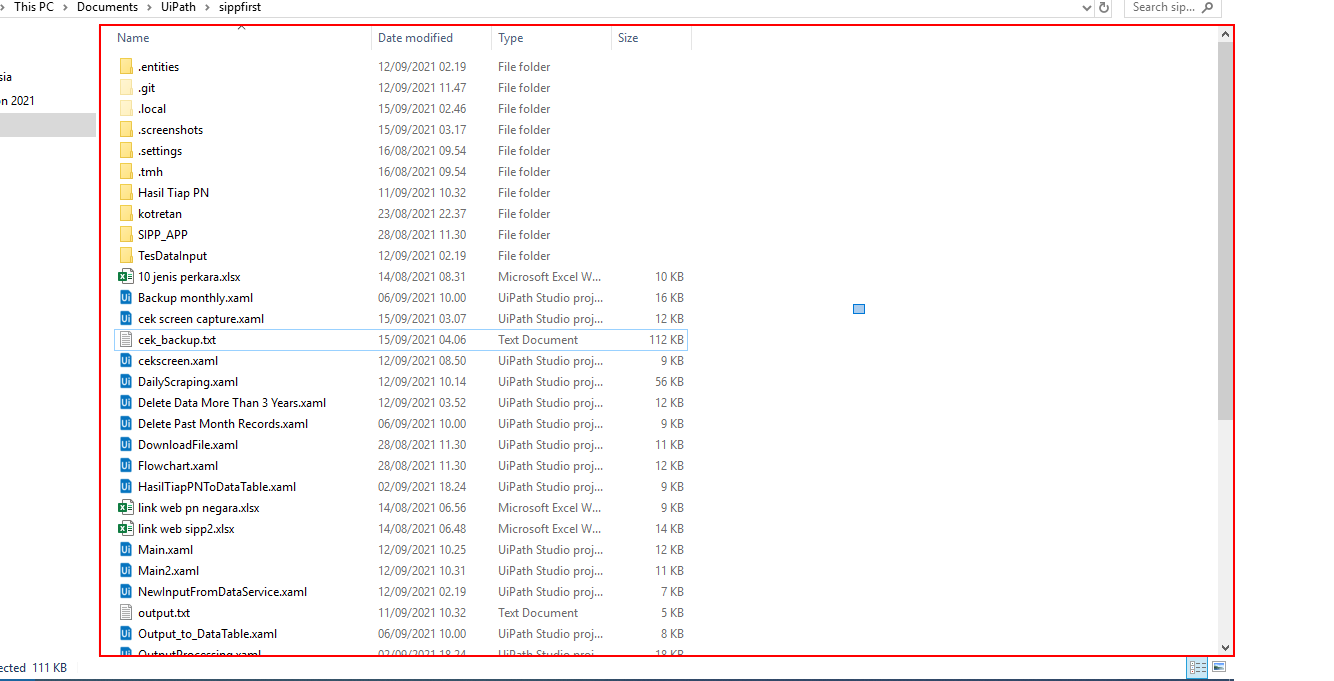 This PC > Documents > UiPath > sippfirst
Search sip...
Name Date modified Type Size
.entities 12/09/2021 02.19 File folder
sia
.git 12/09/2021 11.47 File folder
n 2021
.local 15/09/2021 02.46 File folder
.screenshots 15/09/2021 03.17 File folder
.settings 16/08/2021 09.54 File folder
.tmh 16/08/2021 09.54 File folder
Hasil Tiap PN 11/09/2021 10.32 File folder
kotretan 23/08/2021 22.37 File folder
SIPP_APP 28/08/2021 11.30 File folder
TesDataInput 12/09/2021 02.19 File folder
10 jenis perkara.xlsx 14/08/2021 08.31 Microsoft Excel W... 10 KB
Backup monthly.xaml 06/09/2021 10.00 UiPath Studio proj... 16 KB
cek screen capture.xaml 15/09/2021 03.07 UiPath Studio proj... 12 KB
cek_backup.txt 15/09/2021 04.06 Text Document 112 KB
cekscreen.xaml 12/09/2021 08.50 UiPath Studio proj... 9 KB
DailyScraping.xaml 12/09/2021 10.14 UiPath Studio proj... 56 KB
Delete Data More Than 3 Years.xaml 12/09/2021 03.52 UiPath Studio proj... 12 KB
Delete Past Month Records.xaml 06/09/2021 10.00 UiPath Studio proj... 9 KB
DownloadFile.xaml 28/08/2021 11.30 UiPath Studio proj... 11 KB
Flowchart.xaml 28/08/2021 11.30 UiPath Studio proj... 12 KB
HasilTiapPNToDataTable.xaml 02/09/2021 18.24 UiPath Studio proj... 9 KB
link web pn negara.xlsx 14/08/2021 06.56 Microsoft Excel W... 9 KB
link web sipp2.xlsx 14/08/2021 06.48 Microsoft Excel W... 14 KB
Main.xaml 12/09/2021 10.25 UiPath Studio proj... 12 KB
Main2.xaml 12/09/2021 10.31 UiPath Studio proj... 11 KB
NewInputFromDataService.xaml 12/09/2021 02.19 UiPath Studio proj... 7 KB
output.txt 11/09/2021 10.32 Text Document 5 KB
Output_to_DataTable.xaml 06/09/2021 10.00 UiPath Studio proj... 8 KB
OutputProcessing.xaml 02/09/2021 18.24 UiPath Studio proj... 18 KB
ected 111 KB